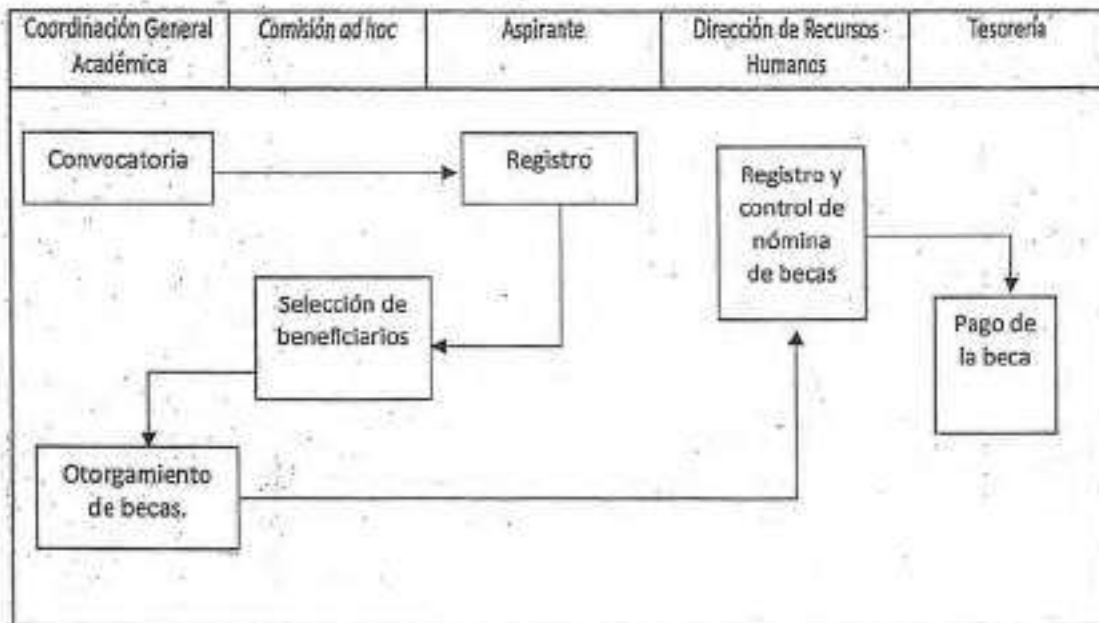 Coordinación General
Académica
Comisión ad hoc
Aspirante
Dirección de Recursos
Humanos
Tesorería
Convocatoria
Registro
Registro y
control de
nómina
de becas
Selección de
beneficiarios
Pago de
la beca
Otorgamiento
de becas.